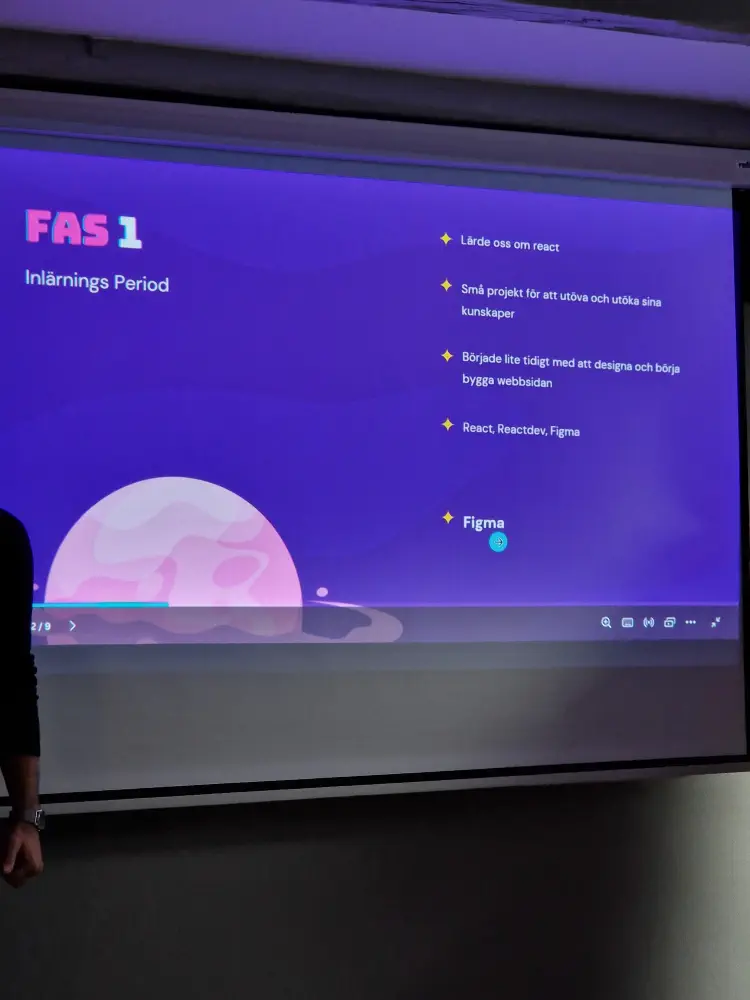 FAS 1
Inlärnings Period
Lärde oss om react
Små projekt för att utöva och utöka sina
kunskaper
Började lite tidigt med att designa och börja
bygga webbsidan
React, Reactdev, Figma
Figma
2/9